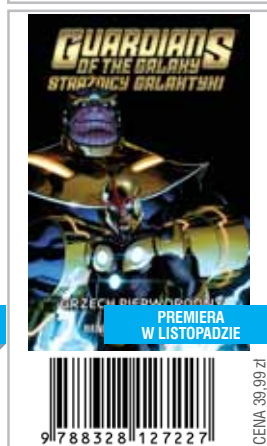 GUARDIANS
OF THE GALAXY
STRAŻNICY GALAKTYKI
GRZECH PIERWORODNY
PREMIERA
W LISTOPADZIE
9 788328 127227
CENA 39,99 zł